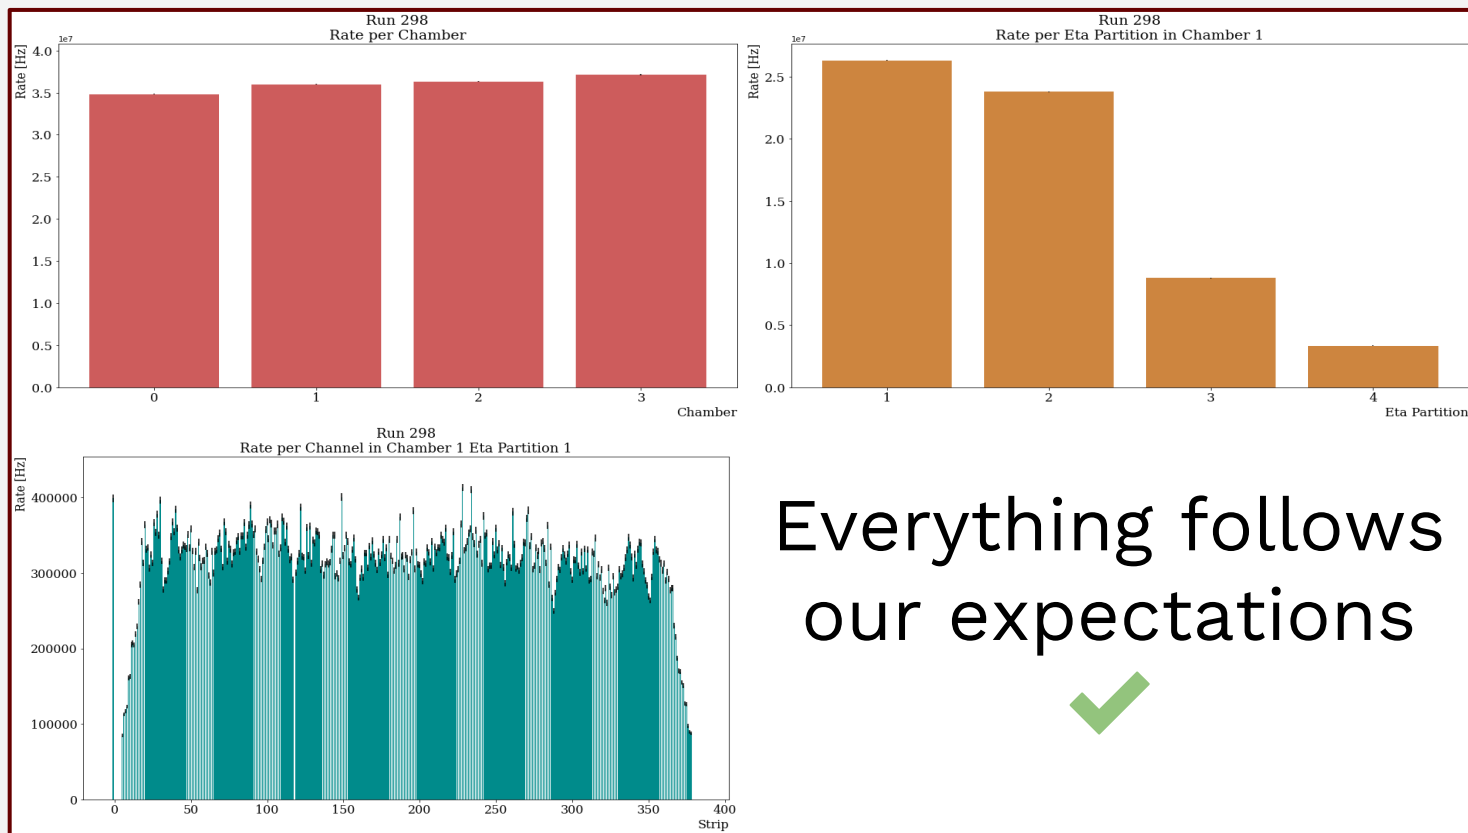 Run 298
Rate per Chamber
1e7
Rate [Hz]
4.0
3.5
3.0
2.5
2.0
1.5
1.0
0.5
0.0
0 1 2 3
Chamber
Run 298
Rate per Eta Partition in Chamber 1
1e7
Rate [Hz]
2.5
2.0
1.5
1.0
0.5
0.0
1 2 3 4
Eta Partition
Run 298
Rate per Channel in Chamber 1 Eta Partition 1
Rate [Hz]
400000
300000
200000
100000
0
0 50 100 150 200 250 300 350 400
Strip
Everything follows
our expectations